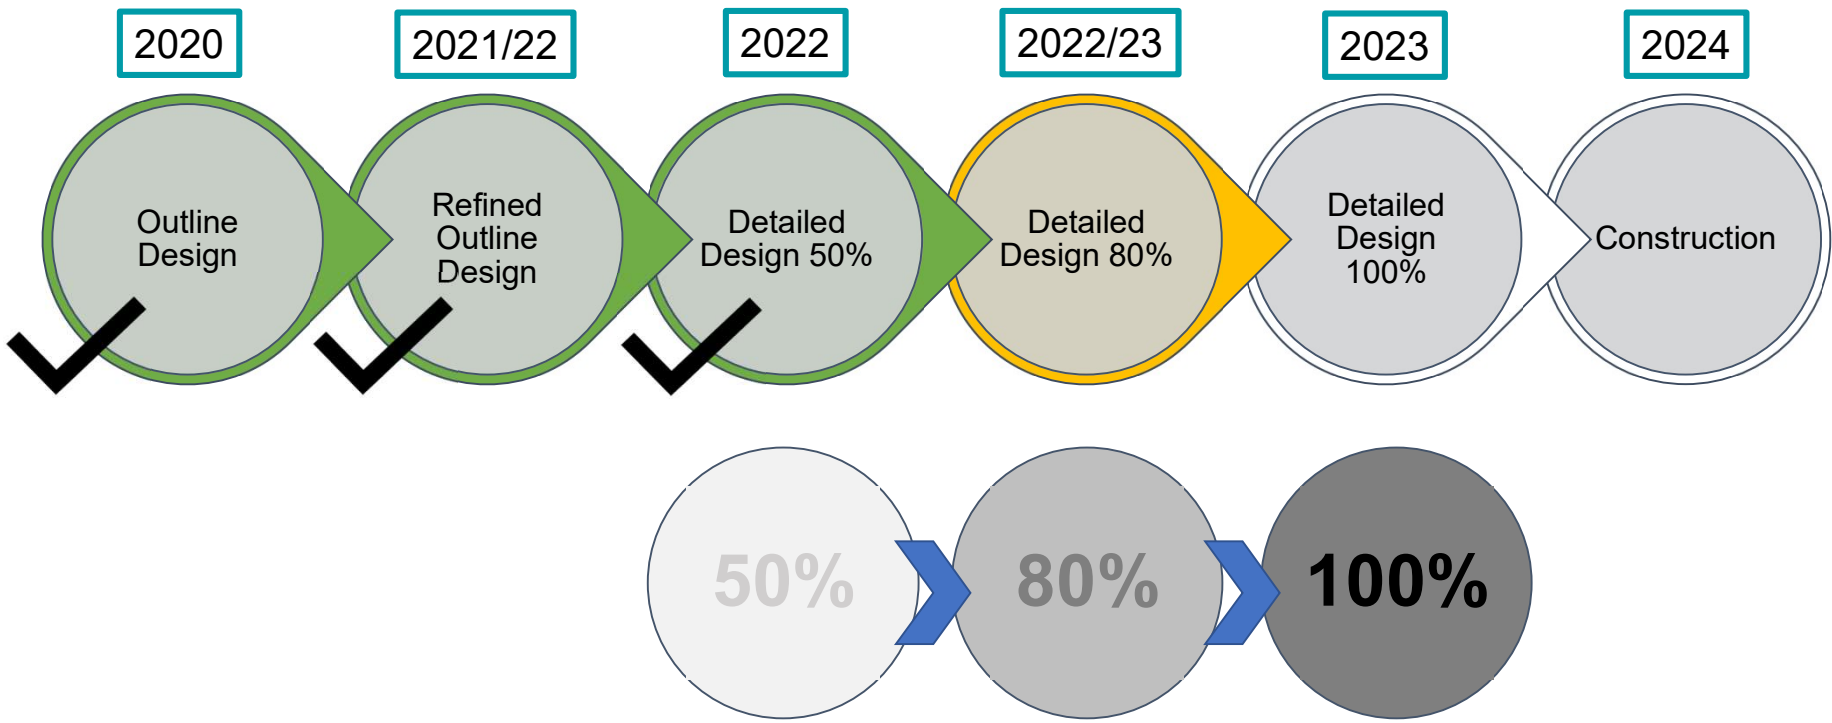 2020
2021/22
2022
2022/23
2023
2024
Outline
Design
Refined
Outline
Design
Detailed
Design 50%
Detailed
Design 80%
Detailed
Design
100%
Construction
50%
80%
100%